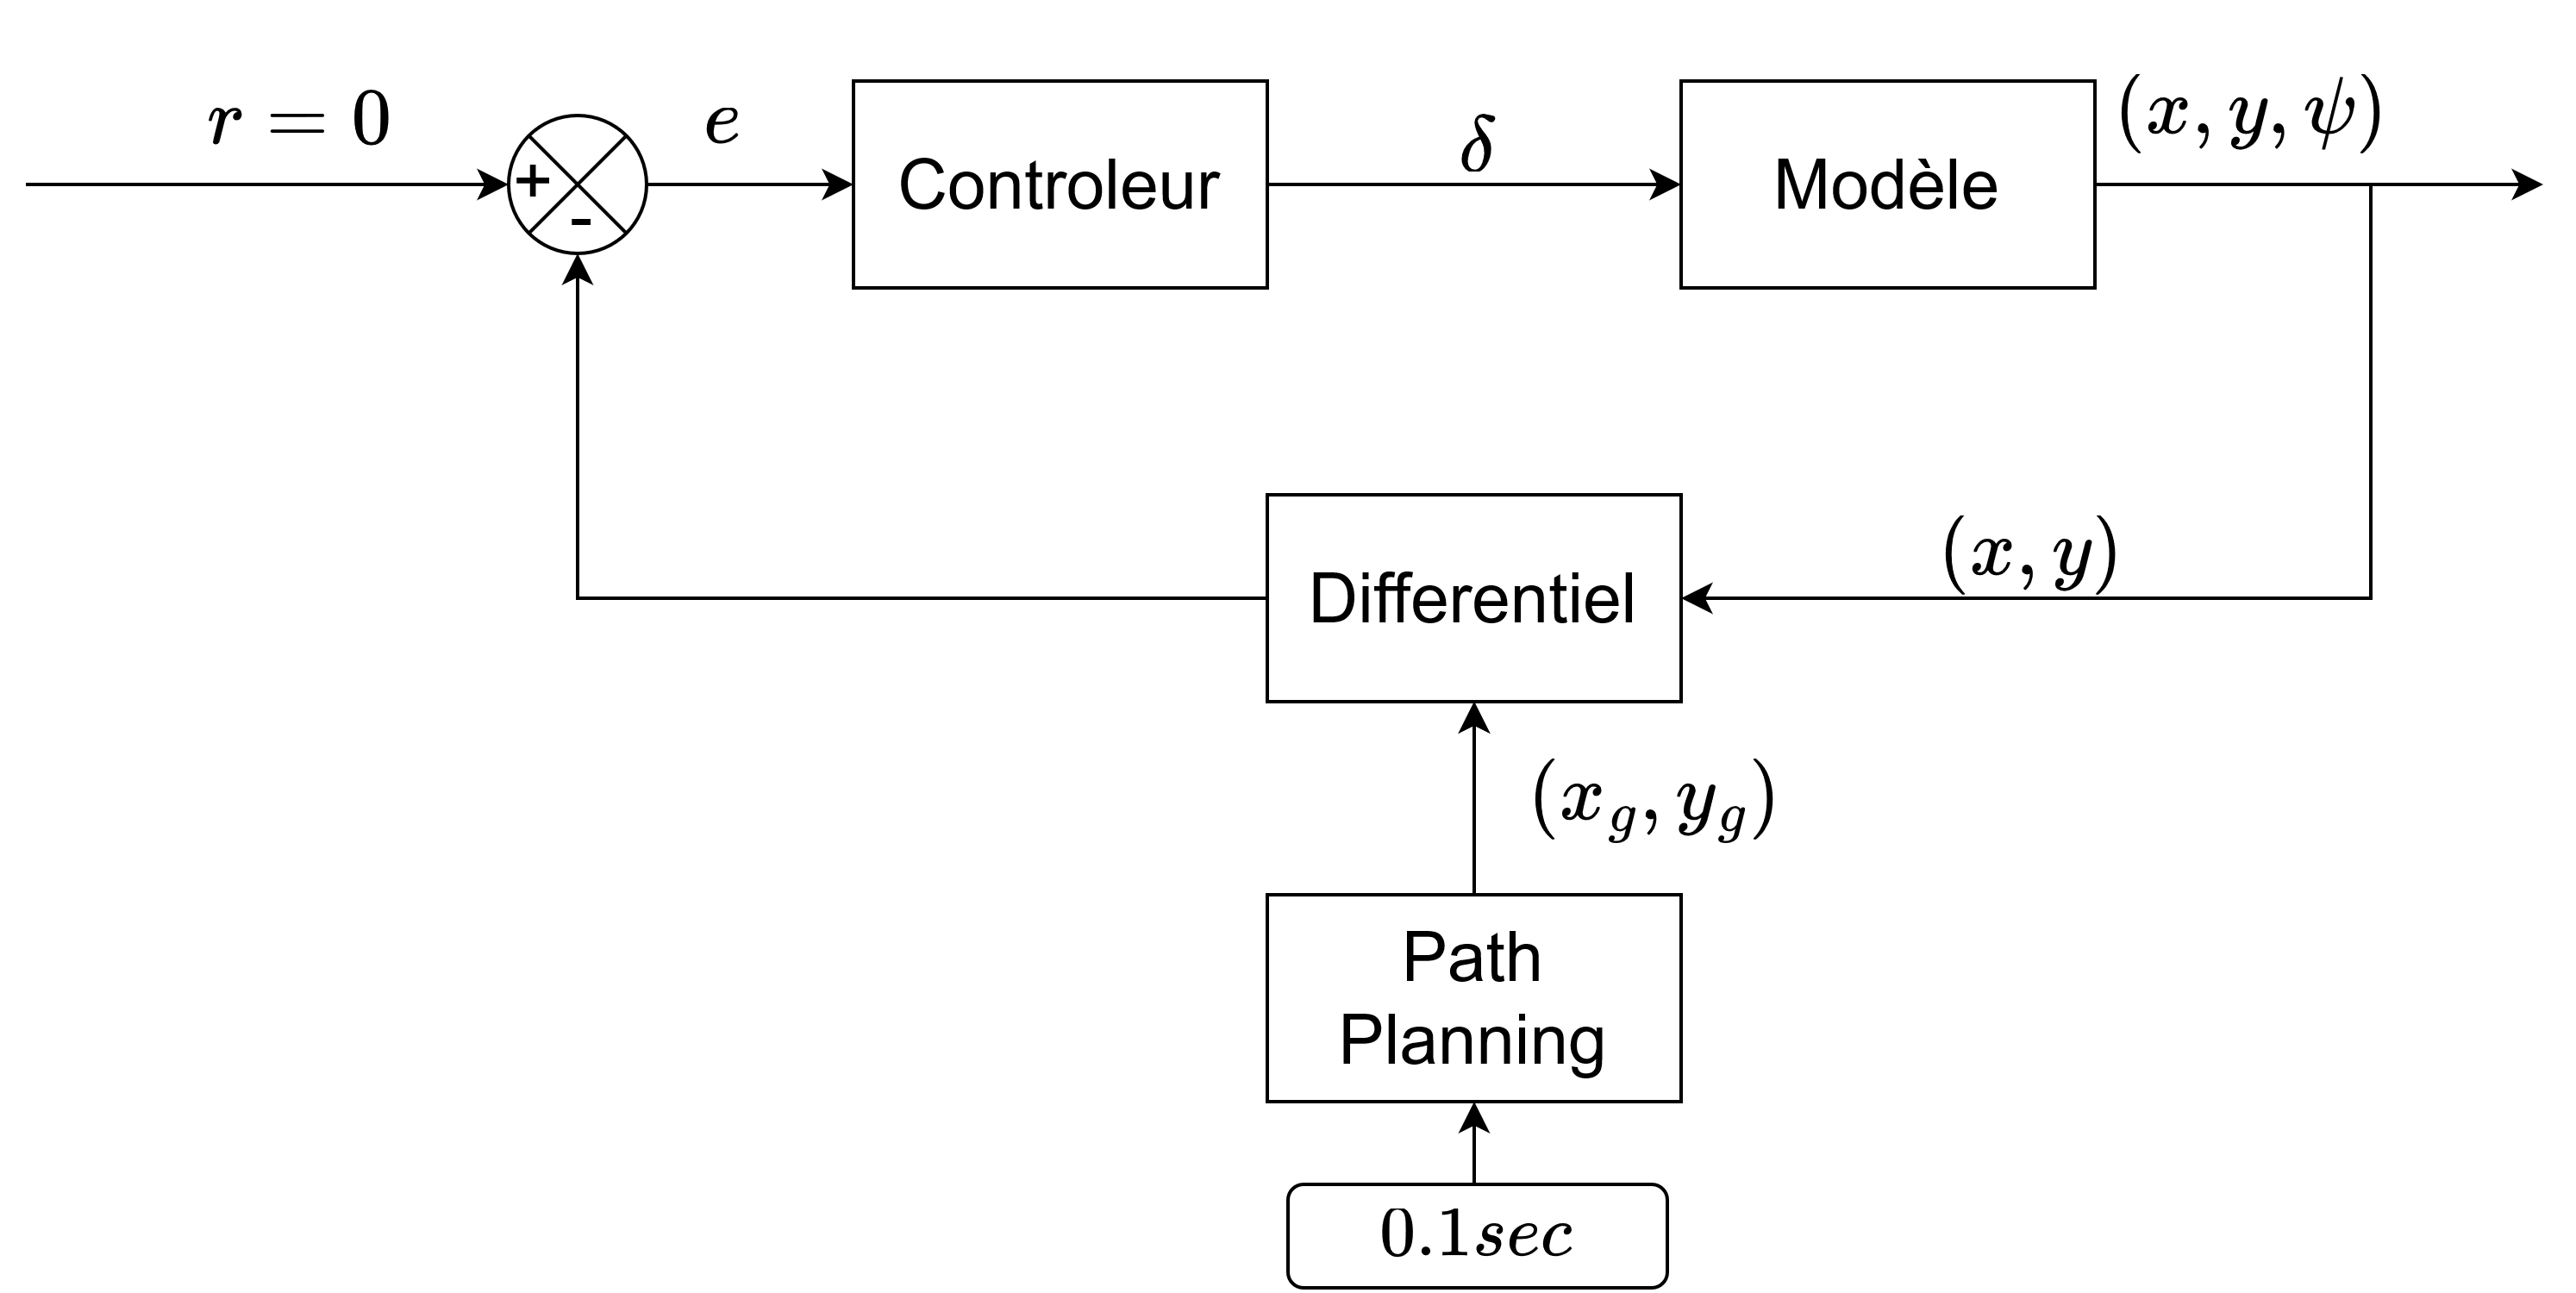 r = 0
e
Controleur
δ
Modèle
(x, y, ψ)
+
-
Differentiel
(x, y)
(x_g, y_g)
Path
Planning
0.1sec